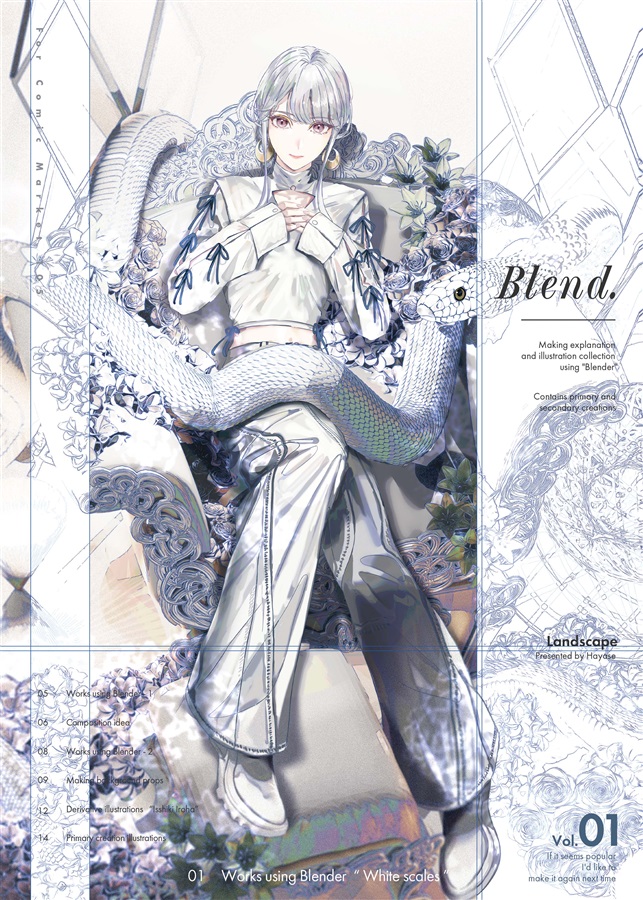 For Comic Market 103
Blend.
Making explanation
and illustration collection
using "Blender"
Contains primary and
secondary creations
Landscape
Presented by Hayase
05 Works using Blender - 1
06 Composition idea
08 Works using Blender - 2
09 Making background props
12 Derivative illustrations "Isshiki Iroha"
14 Primary creation illustrations
Vol.01
If it seems popular
I'd like to
make it again next time
01 Works using Blender “ White scales ”